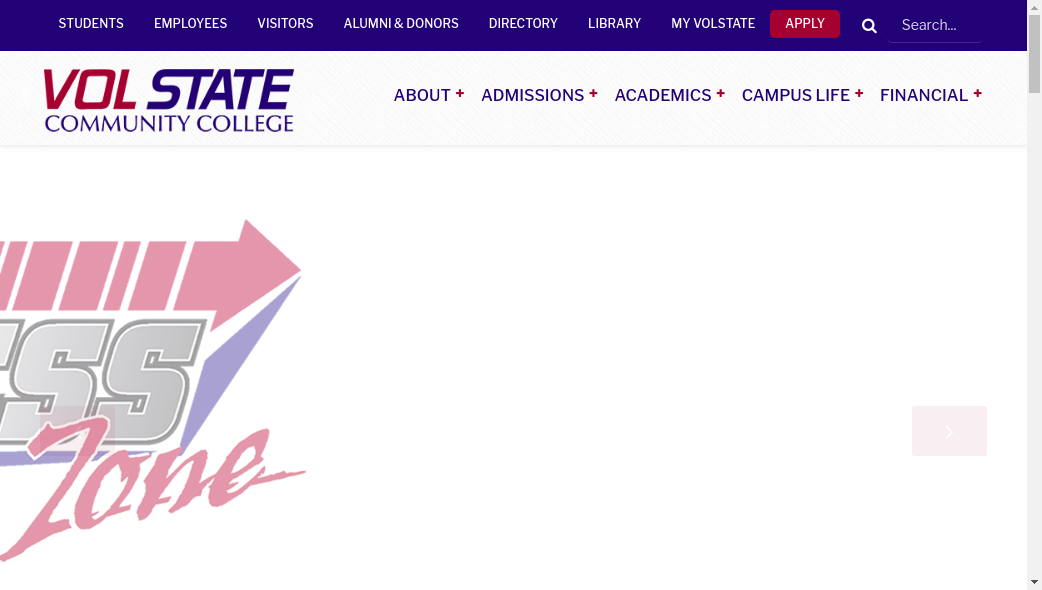 STUDENTS EMPLOYEES VISITORS ALUMNI & DONORS DIRECTORY LIBRARY MY VOLSTATE APPLY Search...
VOL STATE
COMMUNITY COLLEGE
ABOUT + ADMISSIONS + ACADEMICS + CAMPUS LIFE + FINANCIAL +
ESS
Zone